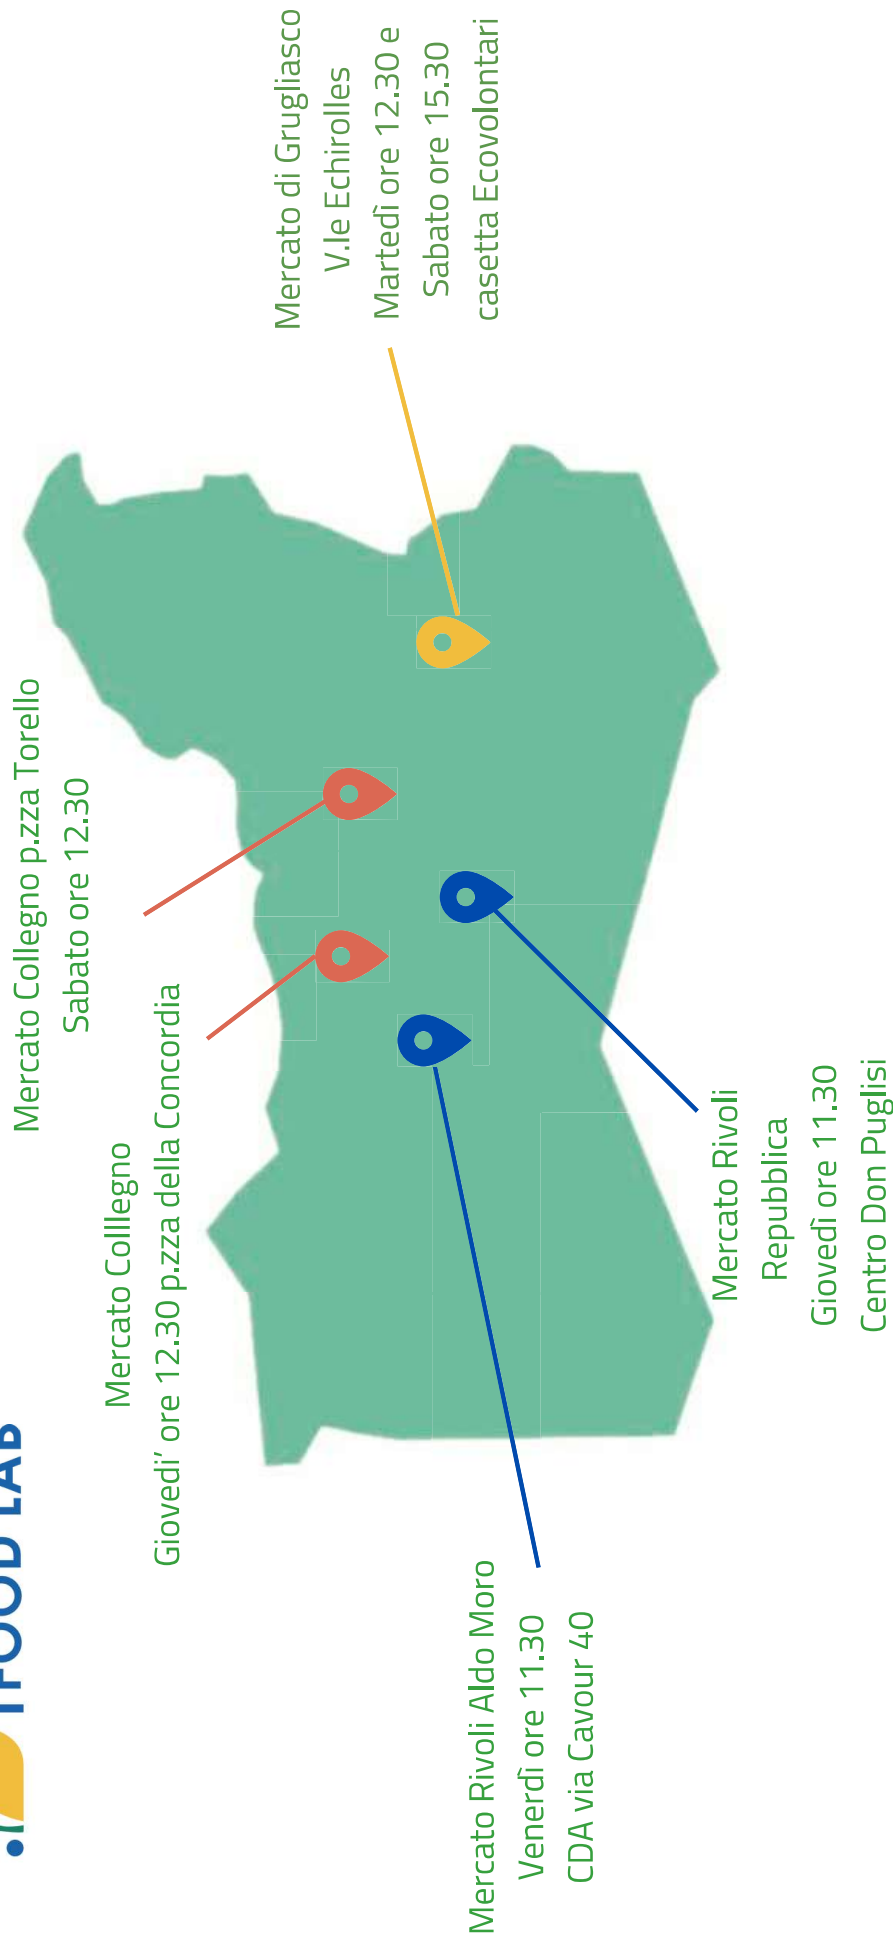 FOOD LAB
Mercato Collegno p.zza Torello
Sabato ore 12.30
Mercato Colllegno
Giovedi' ore 12.30 p.zza della Concordia
Mercato di Grugliasco
V.le Echirolles
Martedì ore 12.30 e
Sabato ore 15.30
casetta Ecovolontari
Mercato Rivoli Aldo Moro
Venerdì ore 11.30
CDA via Cavour 40
Mercato Rivoli
Repubblica
Giovedì ore 11.30
Centro Don Puglisi